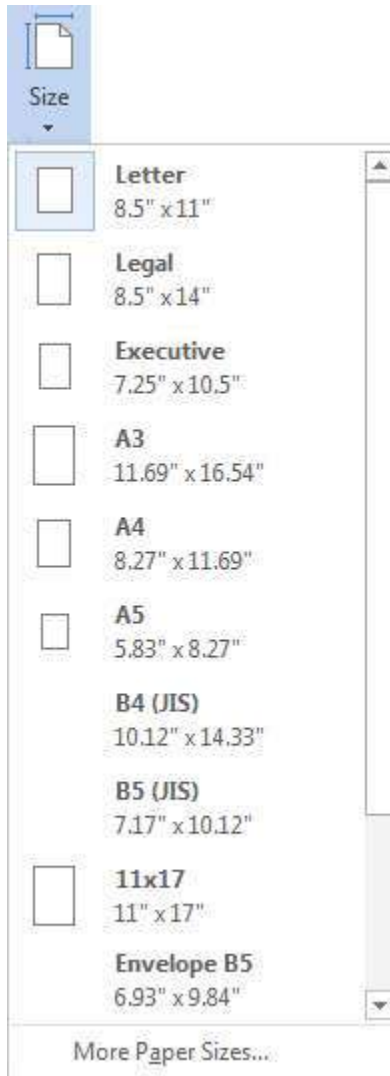 Size
Letter
8.5" x 11"
Legal
8.5" x 14"
Executive
7.25" x 10.5"
A3
11.69" x 16.54"
A4
8.27" x 11.69"
A5
5.83" x 8.27"
B4 (JIS)
10.12" x 14.33"
B5 (JIS)
7.17" x 10.12"
11x17
11" x 17"
Envelope B5
6.93" x 9.84"
More Paper Sizes...